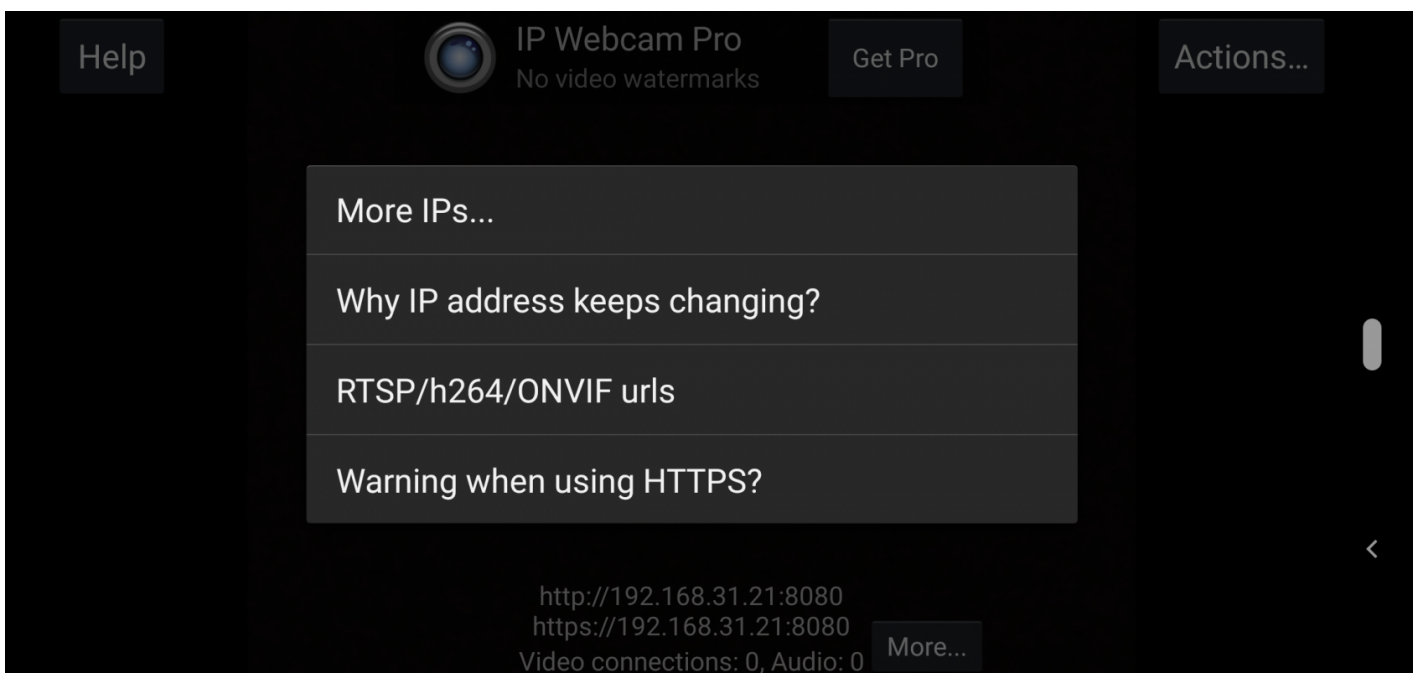 Help
IP Webcam Pro
No video watermarks
Get Pro
Actions...
More IPs...
Why IP address keeps changing?
RTSP/h264/ONVIF urls
Warning when using HTTPS?
http://192.168.31.21:8080
https://192.168.31.21:8080
Video connections: 0, Audio: 0
More...